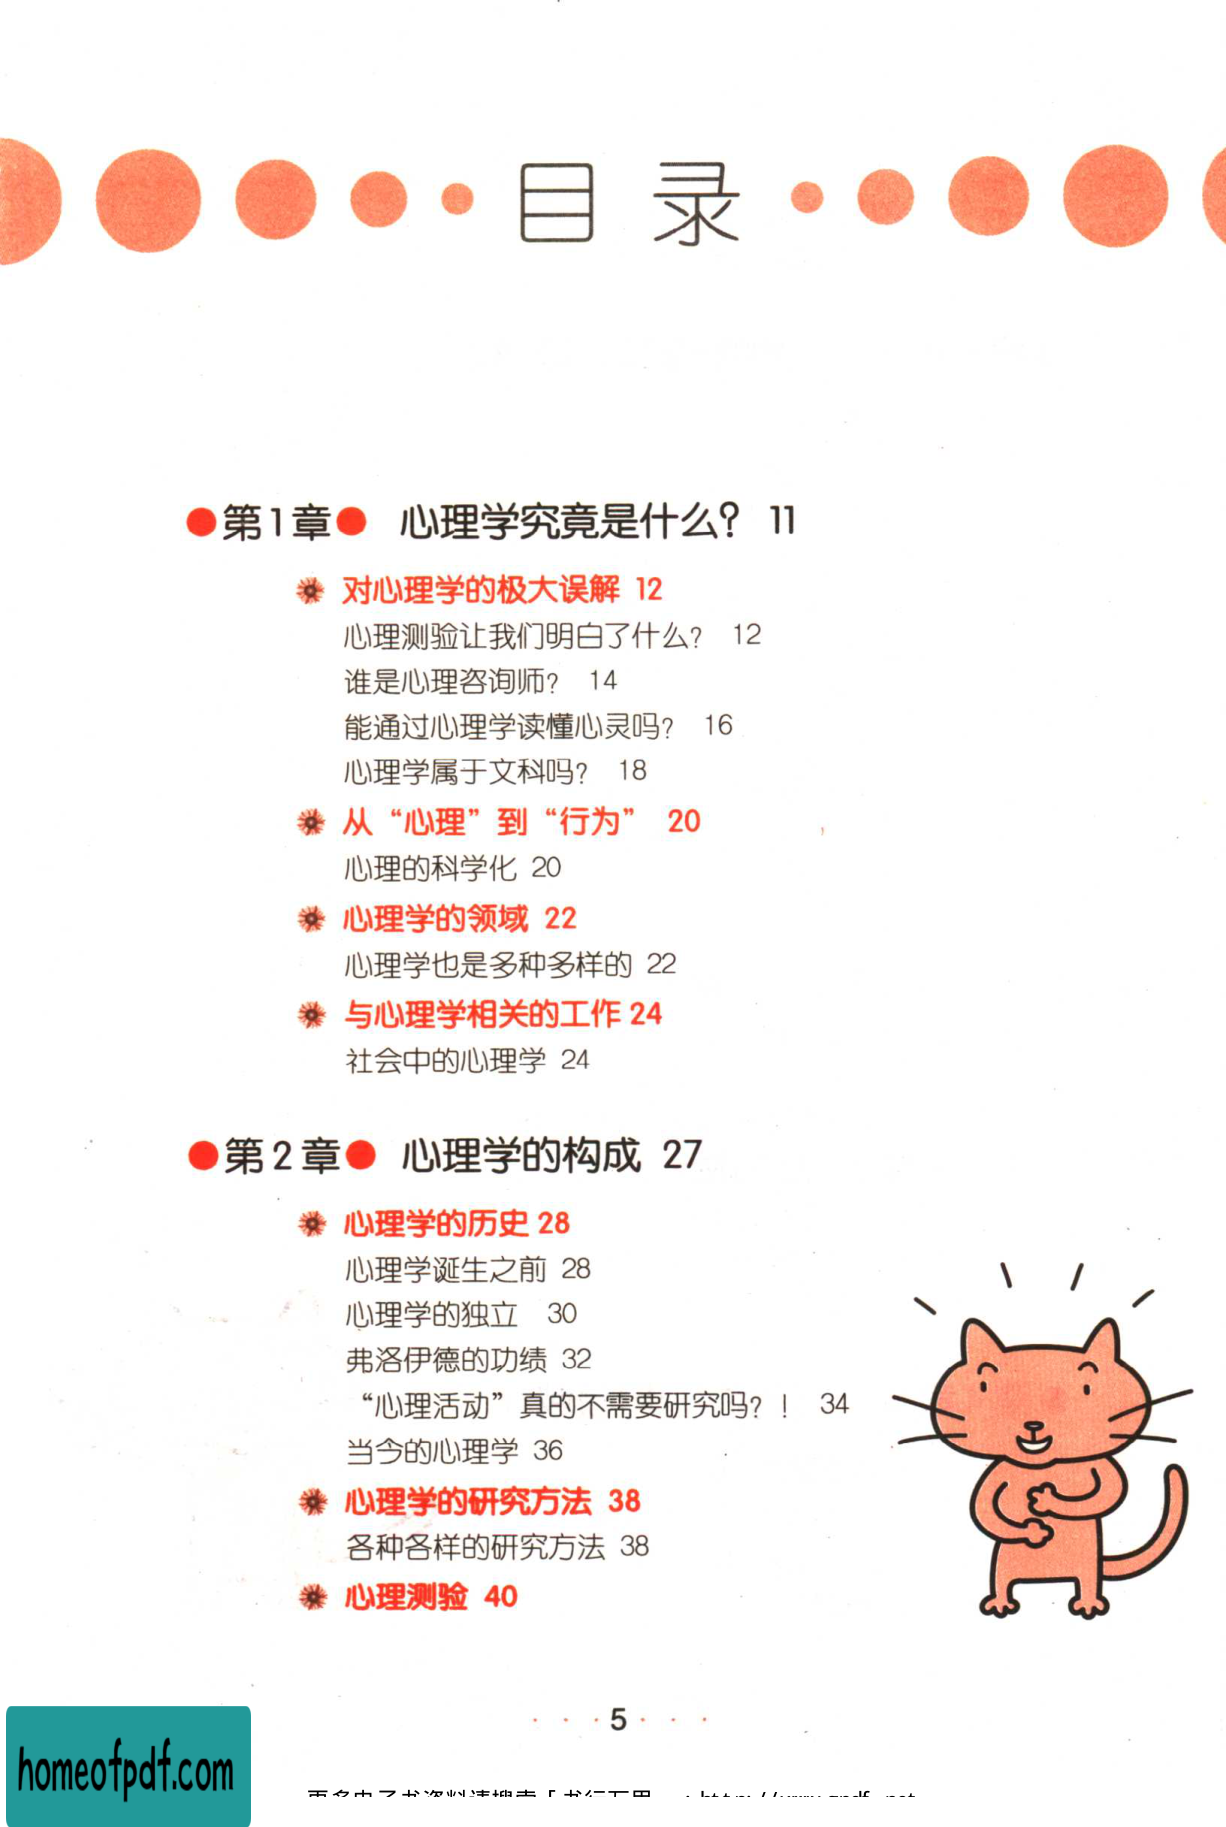 目 录
第1章 心理学究竟是什么？ 11
对心理学的极大误解 12
心理测验让我们明白了什么？ 12
谁是心理咨询师？ 14
能通过心理学读懂心灵吗？ 16
心理学属于文科吗？ 18
从“心理”到“行为” 20
心理的科学化 20
心理学的领域 22
心理学也是多种多样的 22
与心理学相关的工作 24
社会中的心理学 24
第2章 心理学的构成 27
心理学的历史 28
心理学诞生之前 28
心理学的独立 30
弗洛伊德的功绩 32
“心理活动”真的不需要研究吗？！ 34
当今的心理学 36
心理学的研究方法 38
各种各样的研究方法 38
心理测验 40
5
homeofpdf.com